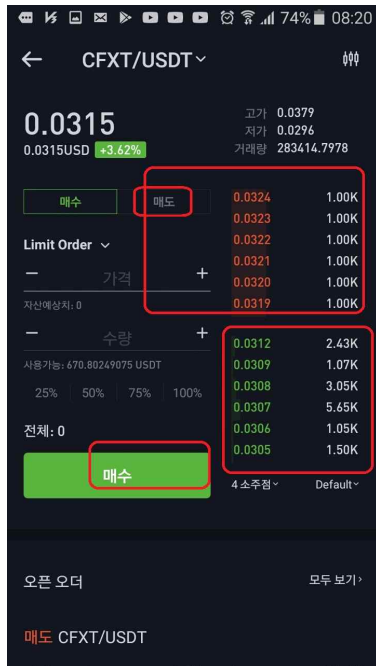 74% 08:20
CFXT/USDT
0.0315
0.0315USD +3.62%
고가 0.0379
저가 0.0296
거래량 283414.7978
매수 매도
Limit Order
− 가격 +
자산예상치: 0
− 수량 +
사용가능: 670.80249075 USDT
25% 50% 75% 100%
전체: 0
매수
0.0324 1.00K
0.0323 1.00K
0.0322 1.00K
0.0321 1.00K
0.0320 1.00K
0.0319 1.00K
0.0312 2.43K
0.0309 1.07K
0.0308 3.05K
0.0307 5.65K
0.0306 1.05K
0.0305 1.50K
4 소주점 Default
오픈 오더 모두 보기
매도 CFXT/USDT